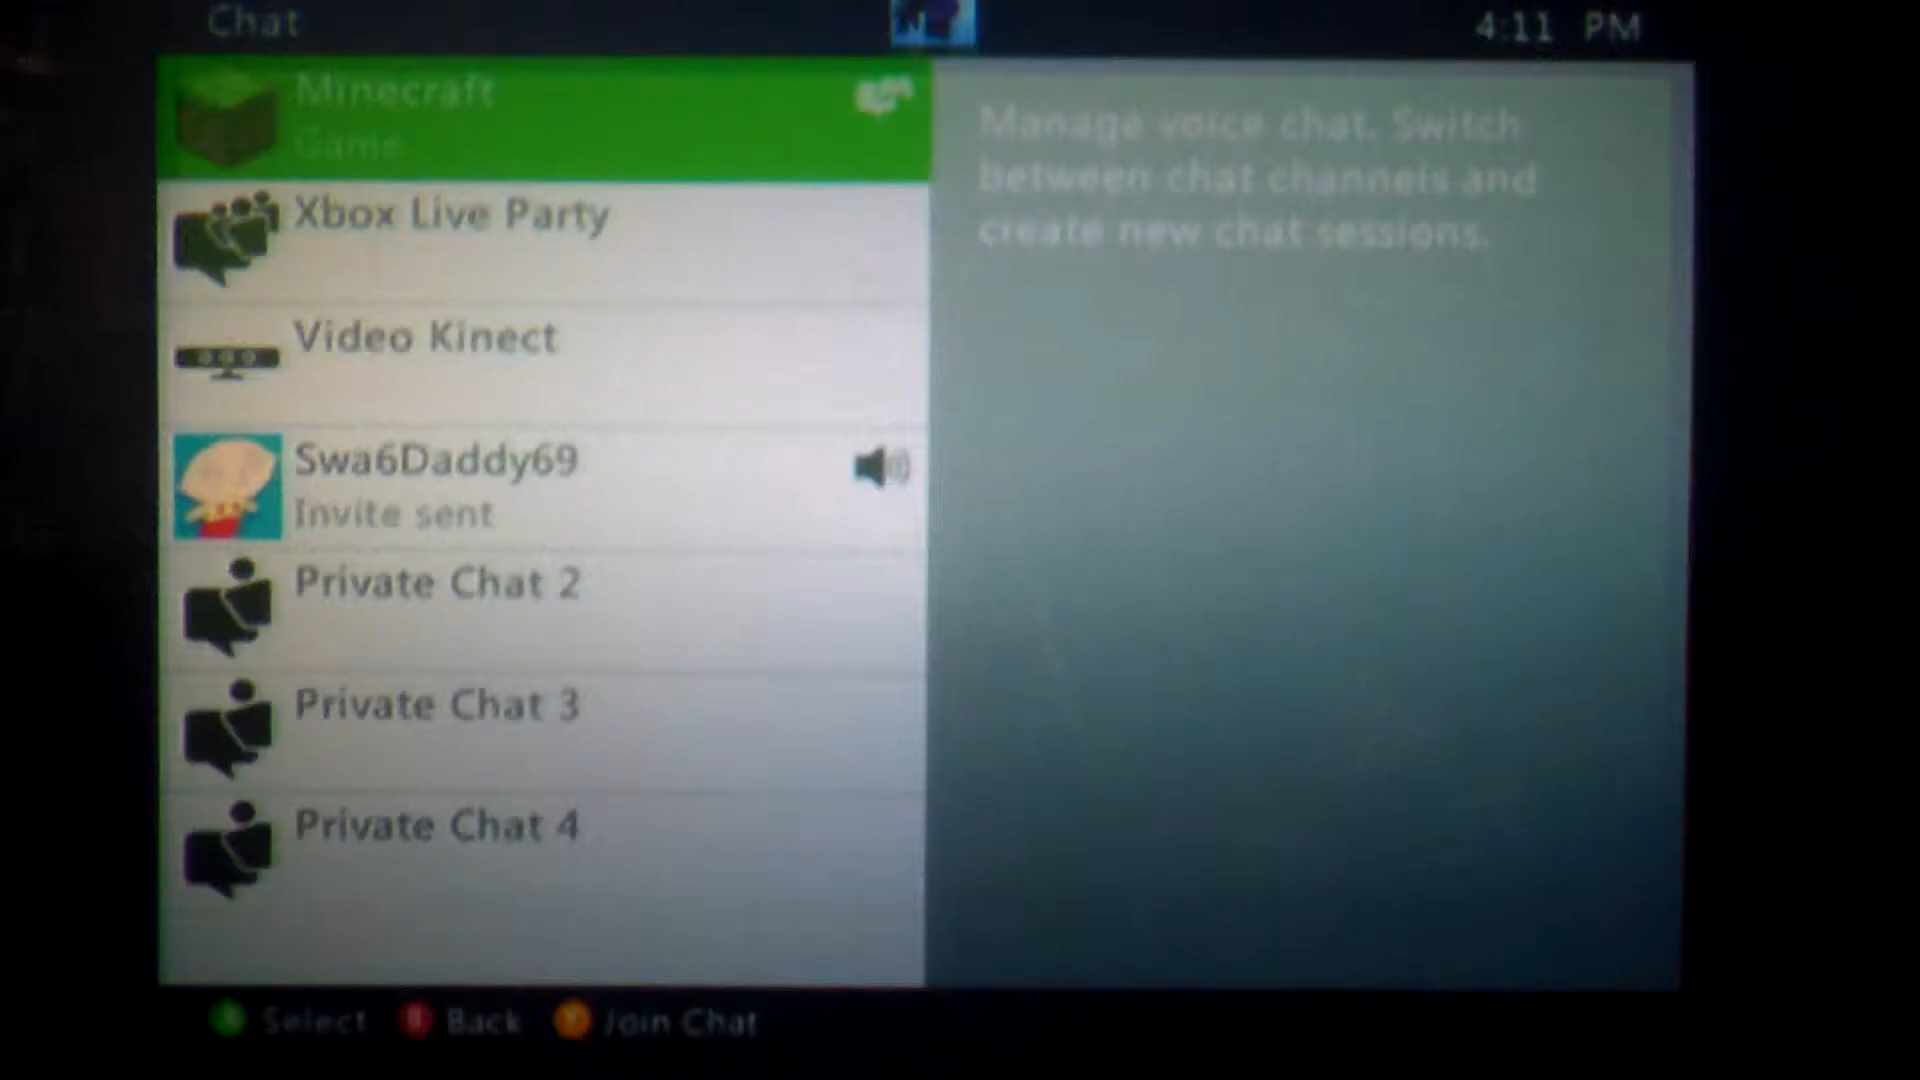 Chat
4:11 PM
Minecraft
Game
Xbox Live Party
Video Kinect
Swa6Daddy69
Invite sent
Private Chat 2
Private Chat 3
Private Chat 4
Manage voice chat. Switch
between chat channels and
create new chat sessions.
A Select B Back Y Join Chat